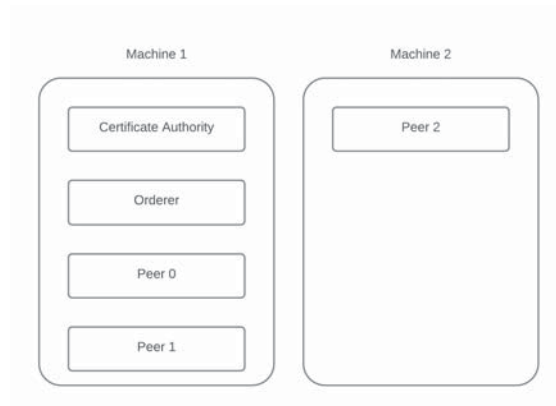 Machine 1
Certificate Authority
Orderer
Peer 0
Peer 1
Machine 2
Peer 2